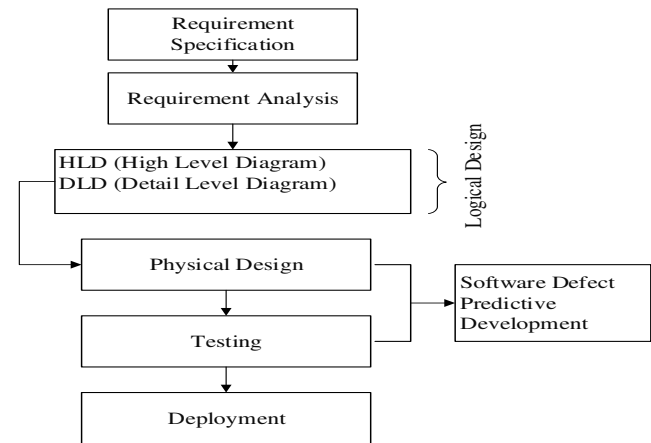 Requirement
Specification
Requirement Analysis
HLD (High Level Diagram)
DLD (Detail Level Diagram)
Logical Design
Physical Design
Software Defect
Predictive
Development
Testing
Deployment